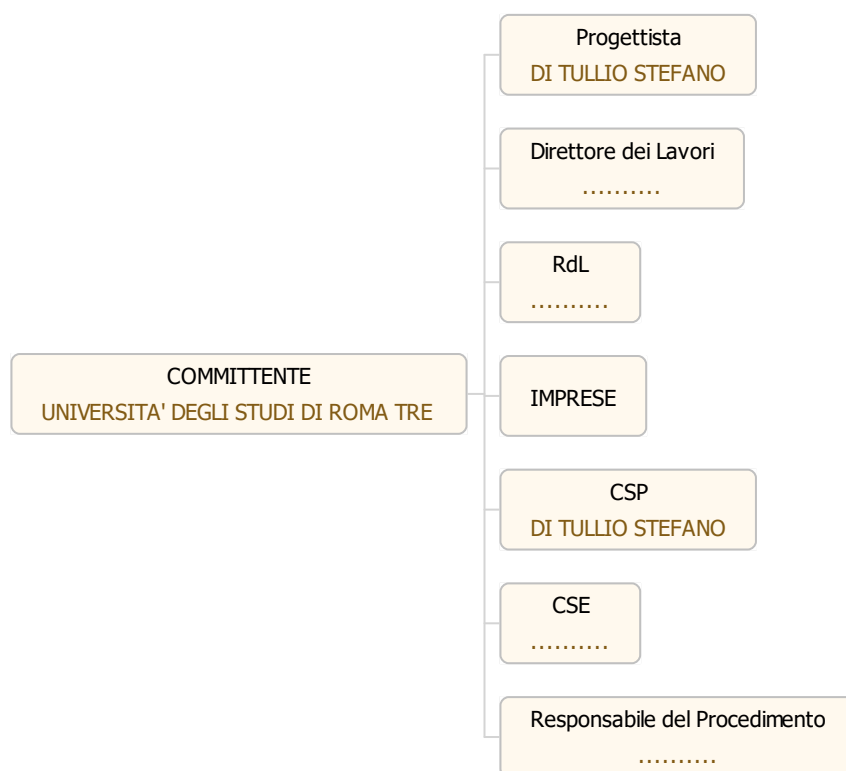 Progettista
DI TULLIO STEFANO
Direttore dei Lavori
..........
RdL
..........
COMMITTENTE
UNIVERSITA' DEGLI STUDI DI ROMA TRE
IMPRESE
CSP
DI TULLIO STEFANO
CSE
..........
Responsabile del Procedimento
..........